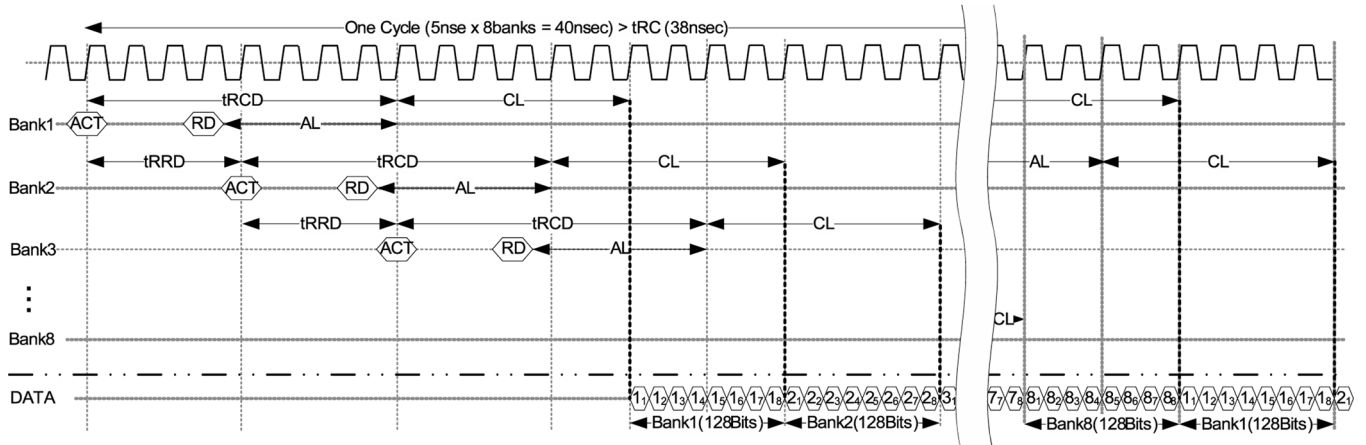 One Cycle (5nse x 8banks = 40nsec) > tRC (38nsec)
tRCD CL CL
Bank1 ACT RD AL
tRRD tRCD CL AL CL
Bank2 ACT RD AL
tRRD tRCD CL
Bank3 ACT RD AL
⋮
CL
Bank8
DATA 1₁ 1₂ 1₃ 1₄ 1₅ 1₆ 1₇ 1₈ 2₁ 2₂ 2₃ 2₄ 2₅ 2₆ 2₇ 2₈ 3₁ 7₇ 7₈ 8₁ 8₂ 8₃ 8₄ 8₅ 8₆ 8₇ 8₈ 1₁ 1₂ 1₃ 1₄ 1₅ 1₆ 1₇ 1₈ 2₁
Bank1(128Bits) Bank2(128Bits) Bank8(128Bits) Bank1(128Bits)